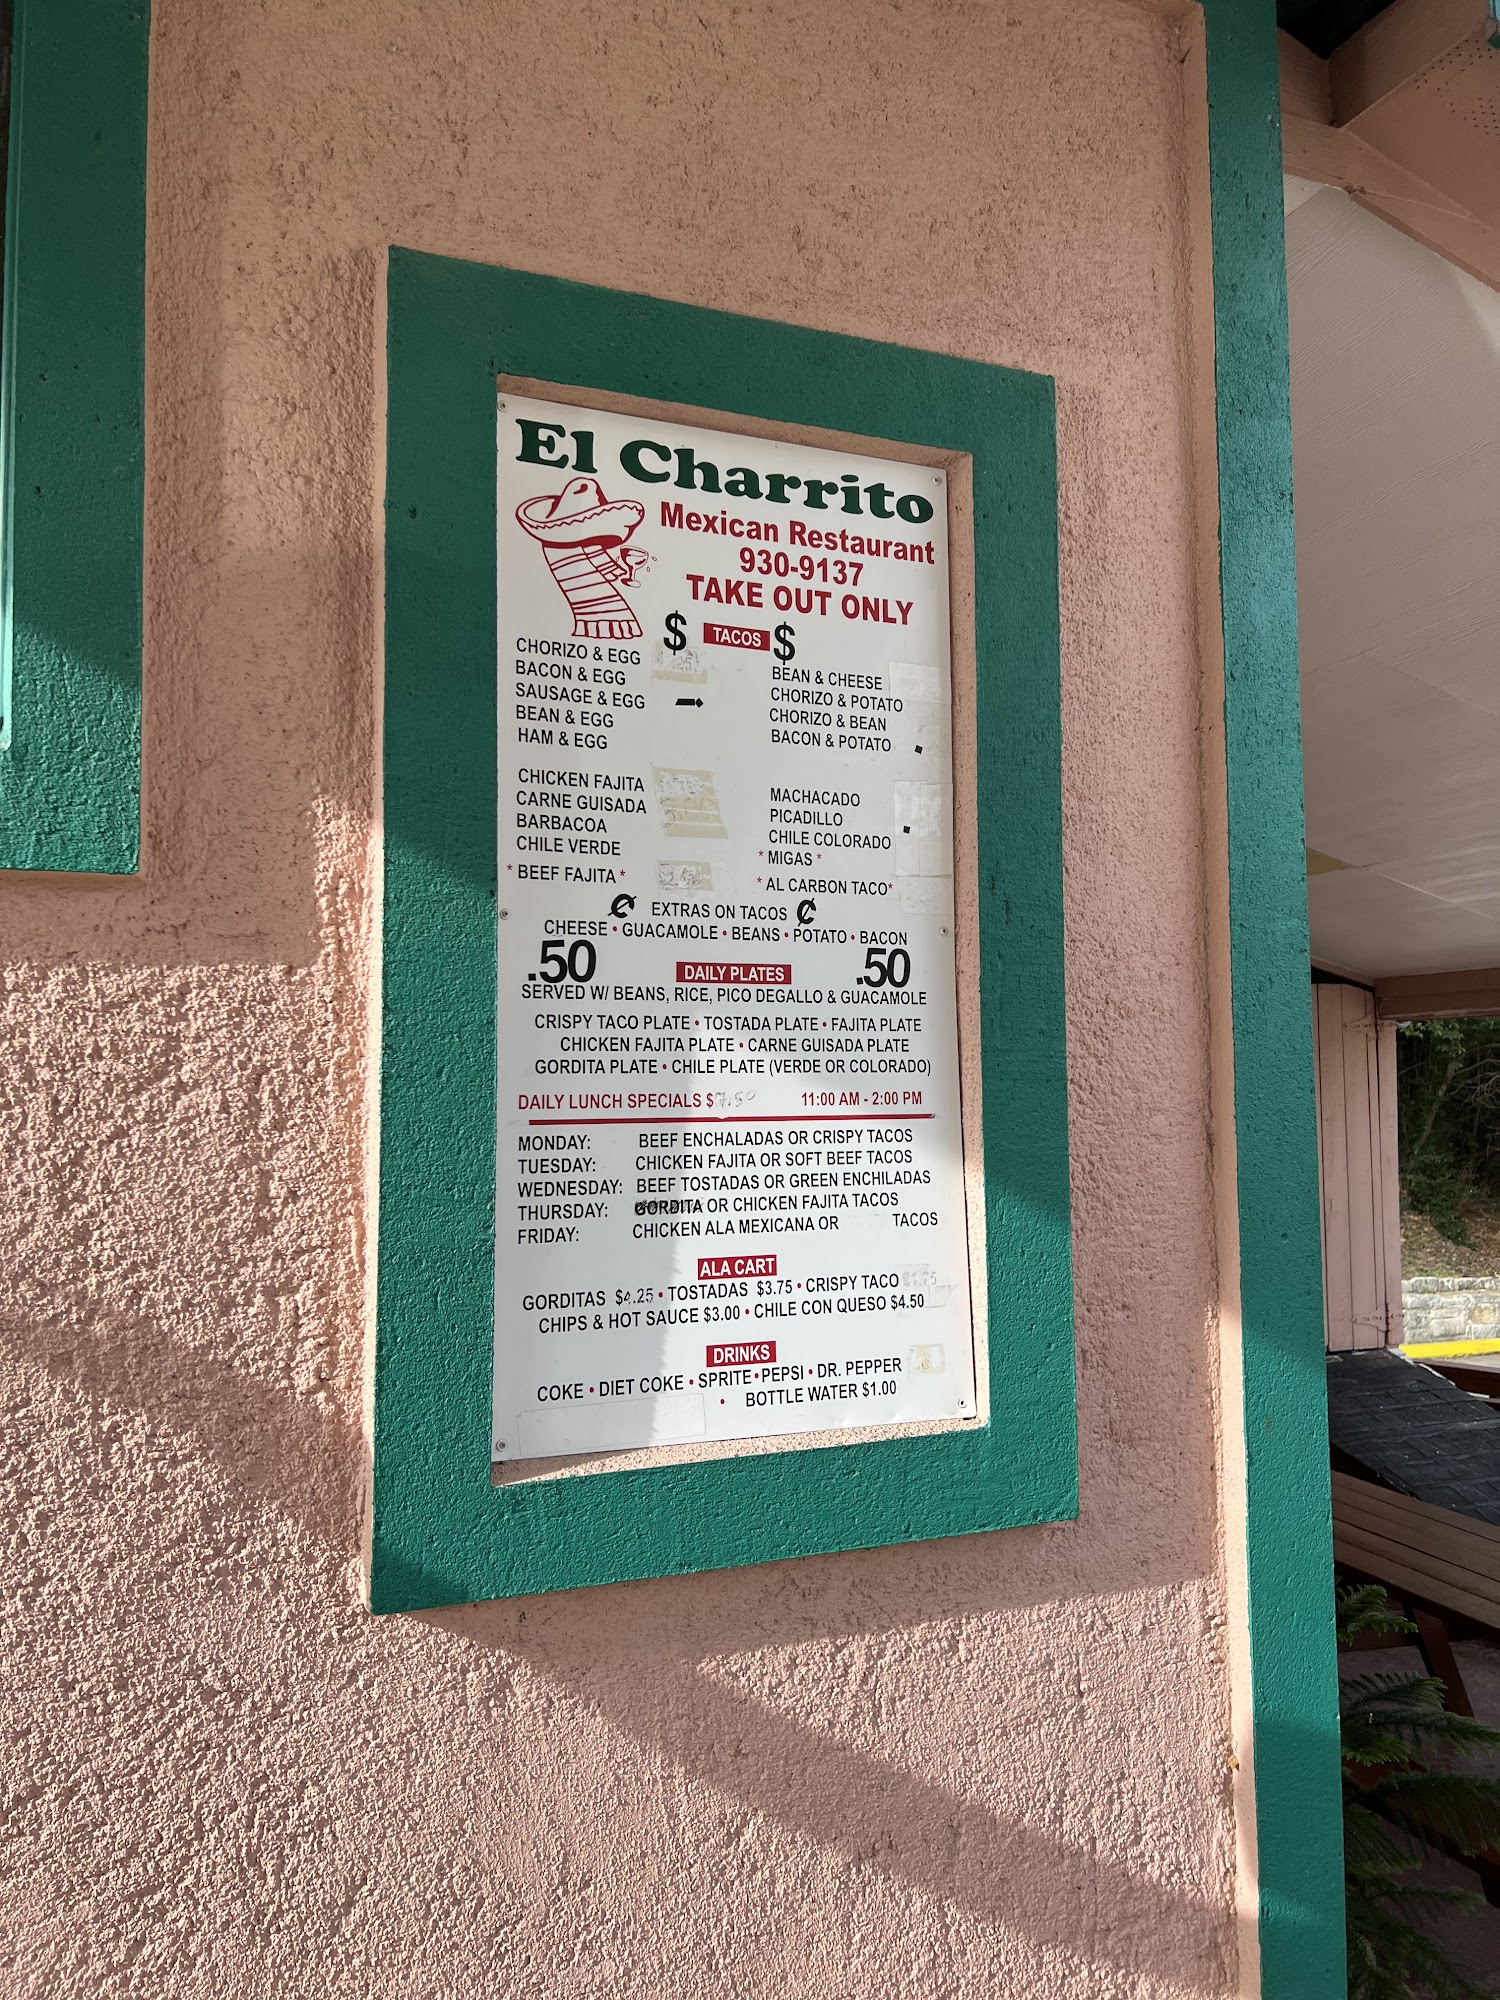 El Charrito
Mexican Restaurant
930-9137
TAKE OUT ONLY
$ TACOS $
CHORIZO & EGG
BACON & EGG
SAUSAGE & EGG
BEAN & EGG
HAM & EGG
BEAN & CHEESE
CHORIZO & POTATO
CHORIZO & BEAN
BACON & POTATO
CHICKEN FAJITA
CARNE GUISADA
BARBACOA
CHILE VERDE
* BEEF FAJITA *
MACHACADO
PICADILLO
CHILE COLORADO
* MIGAS *
* AL CARBON TACO*
¢ EXTRAS ON TACOS ¢
CHEESE • GUACAMOLE • BEANS • POTATO • BACON
.50 DAILY PLATES .50
SERVED W/ BEANS, RICE, PICO DEGALLO & GUACAMOLE
CRISPY TACO PLATE • TOSTADA PLATE • FAJITA PLATE
CHICKEN FAJITA PLATE • CARNE GUISADA PLATE
GORDITA PLATE • CHILE PLATE (VERDE OR COLORADO)
DAILY LUNCH SPECIALS $7.50 11:00 AM - 2:00 PM
MONDAY: BEEF ENCHALADAS OR CRISPY TACOS
TUESDAY: CHICKEN FAJITA OR SOFT BEEF TACOS
WEDNESDAY: BEEF TOSTADAS OR GREEN ENCHILADAS
THURSDAY: GORDITA OR CHICKEN FAJITA TACOS
FRIDAY: CHICKEN ALA MEXICANA OR TACOS
ALA CART
GORDITAS $4.25 • TOSTADAS $3.75 • CRISPY TACO $1.75
CHIPS & HOT SAUCE $3.00 • CHILE CON QUESO $4.50
DRINKS
COKE • DIET COKE • SPRITE • PEPSI • DR. PEPPER
• BOTTLE WATER $1.00